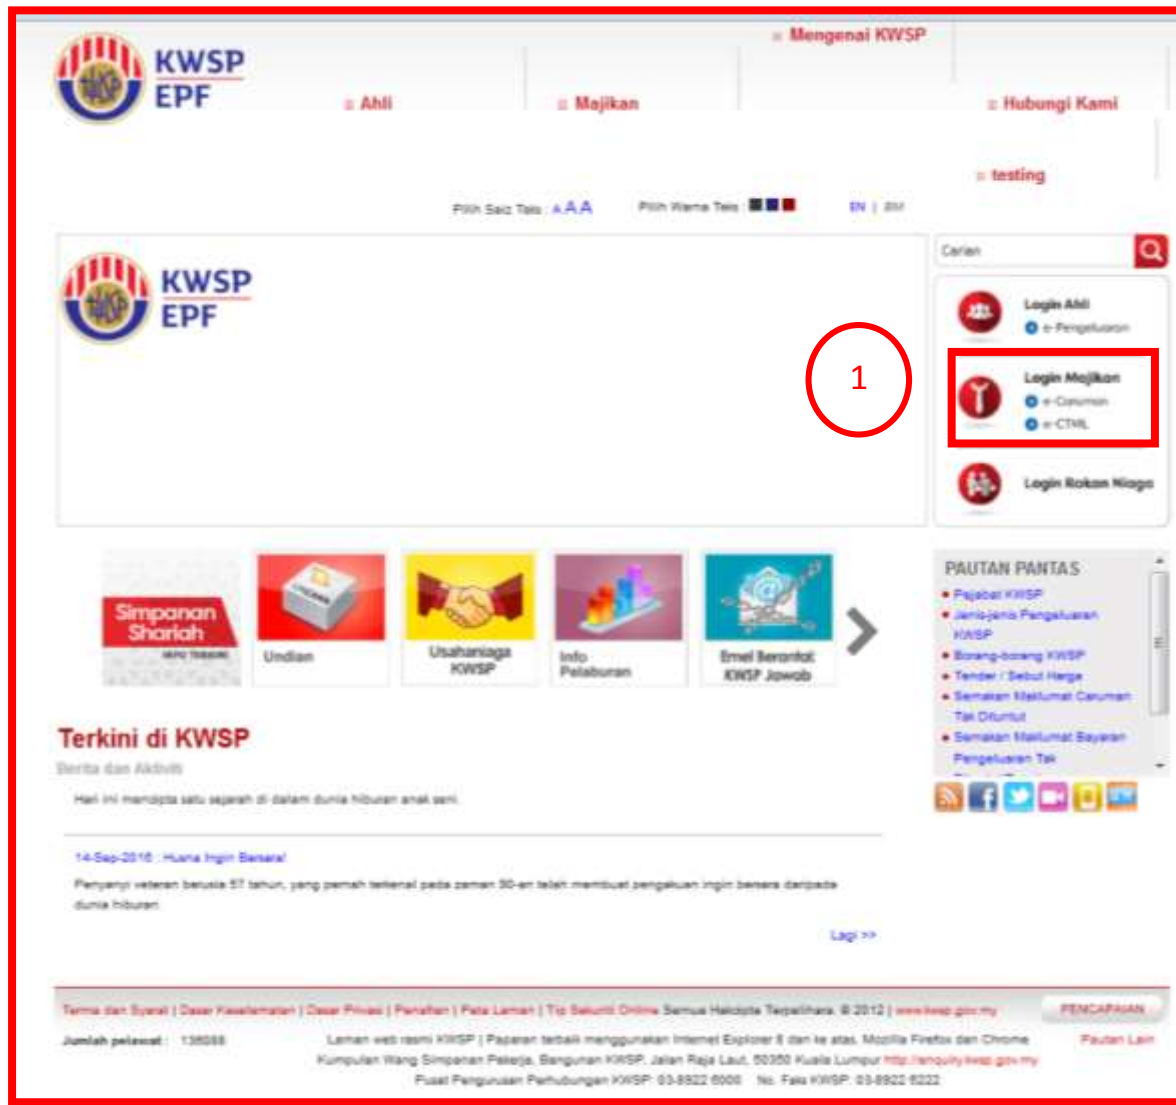 KWSP
EPF
Mengenai KWSP
Ahli
Majikan
Hubungi Kami
testing
Pilih Saiz Teks : A A A
Pilih Warna Teks :
EN | BM
KWSP
EPF
Carian
Login Ahli
e-Pengeluaran
1
Login Majikan
e-Caruman
e-CTML
Login Rakan Niaga
Simpanan
Shariah
INFO TERKINI
Undian
Usahaniaga
KWSP
Info
Pelaburan
Emel Berantai:
KWSP Jawab
PAUTAN PANTAS
Pejabat KWSP
Jenis-jenis Pengeluaran
KWSP
Borang-borang KWSP
Tender / Sebut Harga
Semakan Maklumat Caruman
Tak Dituntut
Semakan Maklumat Bayaran
Pengeluaran Tak
Terkini di KWSP
Berita dan Aktiviti
Hari ini mencipta satu sejarah di dalam dunia hiburan anak seni.
14-Sep-2016 : Husna Ingin Bersara!
Penyanyi veteran berusia 57 tahun, yang pernah terkenal pada zaman 90-an telah membuat pengakuan ingin bersara daripada
dunia hiburan
Lagi >>
Terma dan Syarat | Dasar Keselamatan | Dasar Privasi | Penafian | Peta Laman | Tip Sekuriti Online Semua Hakcipta Terpelihara. © 2012 | www.kwsp.gov.my
PENCAPAIAN
Jumlah pelawat : 136088
Laman web rasmi KWSP | Paparan terbaik menggunakan Internet Explorer 8 dan ke atas, Mozilla Firefox dan Chrome
Pautan Lain
Kumpulan Wang Simpanan Pekerja, Bangunan KWSP, Jalan Raja Laut, 50350 Kuala Lumpur http://enquiry.kwsp.gov.my
Pusat Pengurusan Perhubungan KWSP: 03-8922 6000 No. Faks KWSP: 03-8922 6222